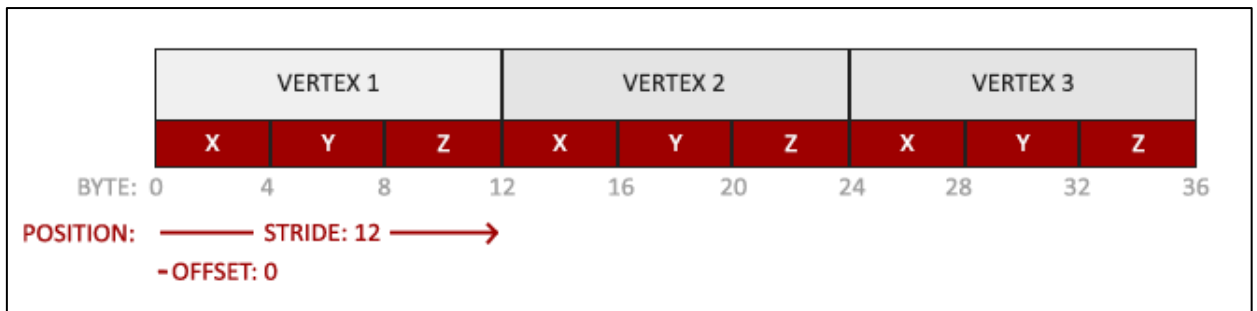 VERTEX 1 VERTEX 2 VERTEX 3
X Y Z X Y Z X Y Z
BYTE: 0 4 8 12 16 20 24 28 32 36
POSITION: STRIDE: 12
-OFFSET: 0